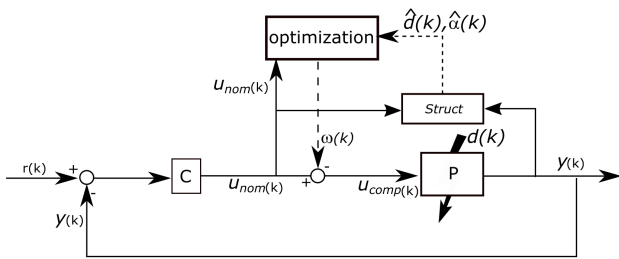 optimization
d̂(k),α̂(k)
u_nom(k)
Struct
ω(k)
d(k)
r(k)
+
-
C
u_nom(k)
+
-
u_comp(k)
P
y(k)
y(k)